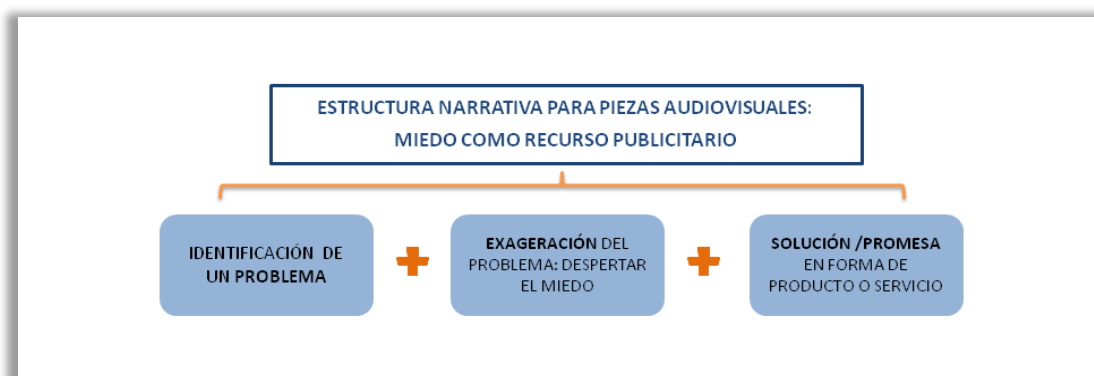 ESTRUCTURA NARRATIVA PARA PIEZAS AUDIOVISUALES:
MIEDO COMO RECURSO PUBLICITARIO
IDENTIFICACIÓN DE
UN PROBLEMA
EXAGERACIÓN DEL
PROBLEMA: DESPERTAR
EL MIEDO
SOLUCIÓN /PROMESA
EN FORMA DE
PRODUCTO O SERVICIO